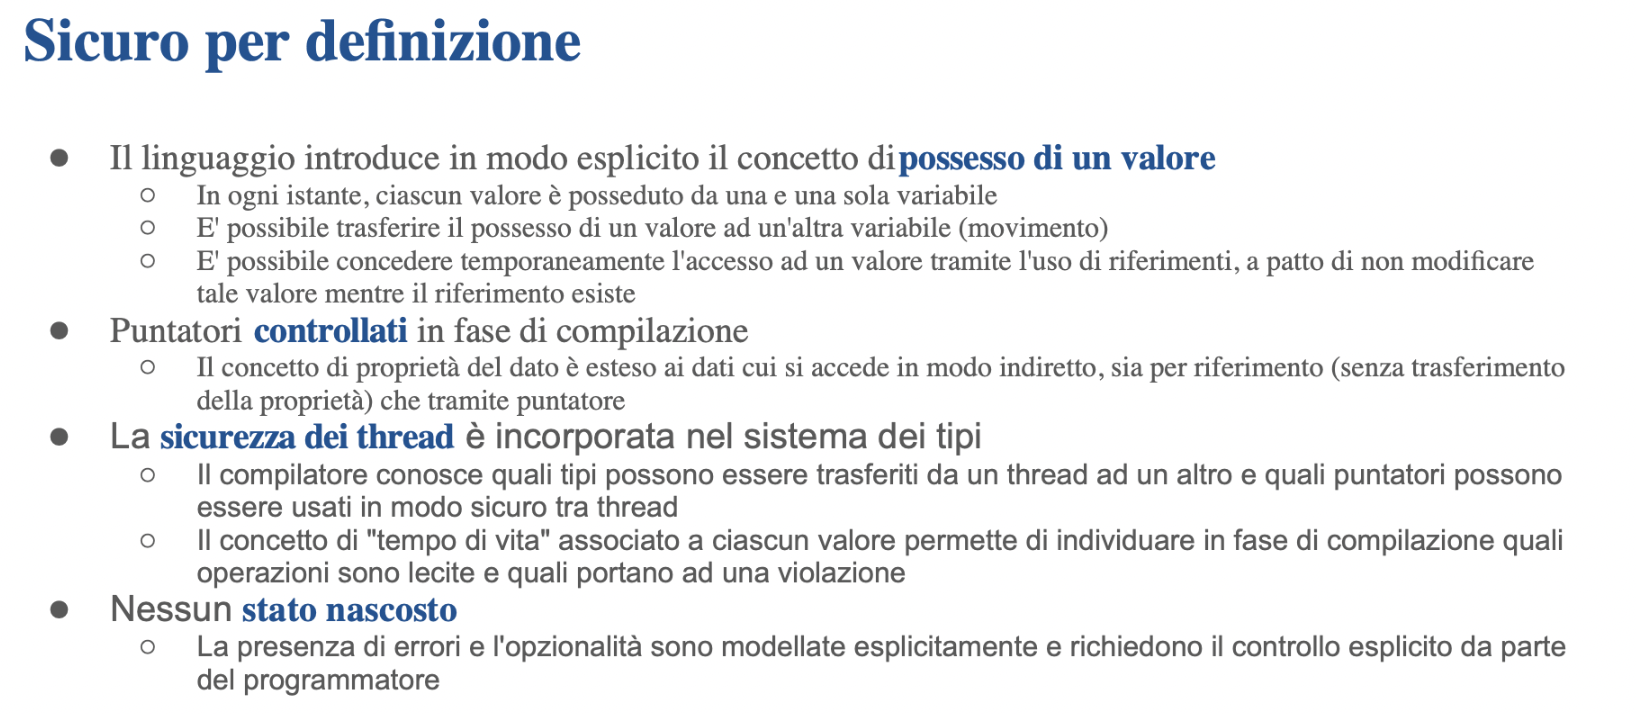 Sicuro per definizione
● Il linguaggio introduce in modo esplicito il concetto di possesso di un valore
○ In ogni istante, ciascun valore è posseduto da una e una sola variabile
○ E' possibile trasferire il possesso di un valore ad un'altra variabile (movimento)
○ E' possibile concedere temporaneamente l'accesso ad un valore tramite l'uso di riferimenti, a patto di non modificare
tale valore mentre il riferimento esiste
● Puntatori controllati in fase di compilazione
○ Il concetto di proprietà del dato è esteso ai dati cui si accede in modo indiretto, sia per riferimento (senza trasferimento
della proprietà) che tramite puntatore
● La sicurezza dei thread è incorporata nel sistema dei tipi
○ Il compilatore conosce quali tipi possono essere trasferiti da un thread ad un altro e quali puntatori possono
essere usati in modo sicuro tra thread
○ Il concetto di "tempo di vita" associato a ciascun valore permette di individuare in fase di compilazione quali
operazioni sono lecite e quali portano ad una violazione
● Nessun stato nascosto
○ La presenza di errori e l'opzionalità sono modellate esplicitamente e richiedono il controllo esplicito da parte
del programmatore